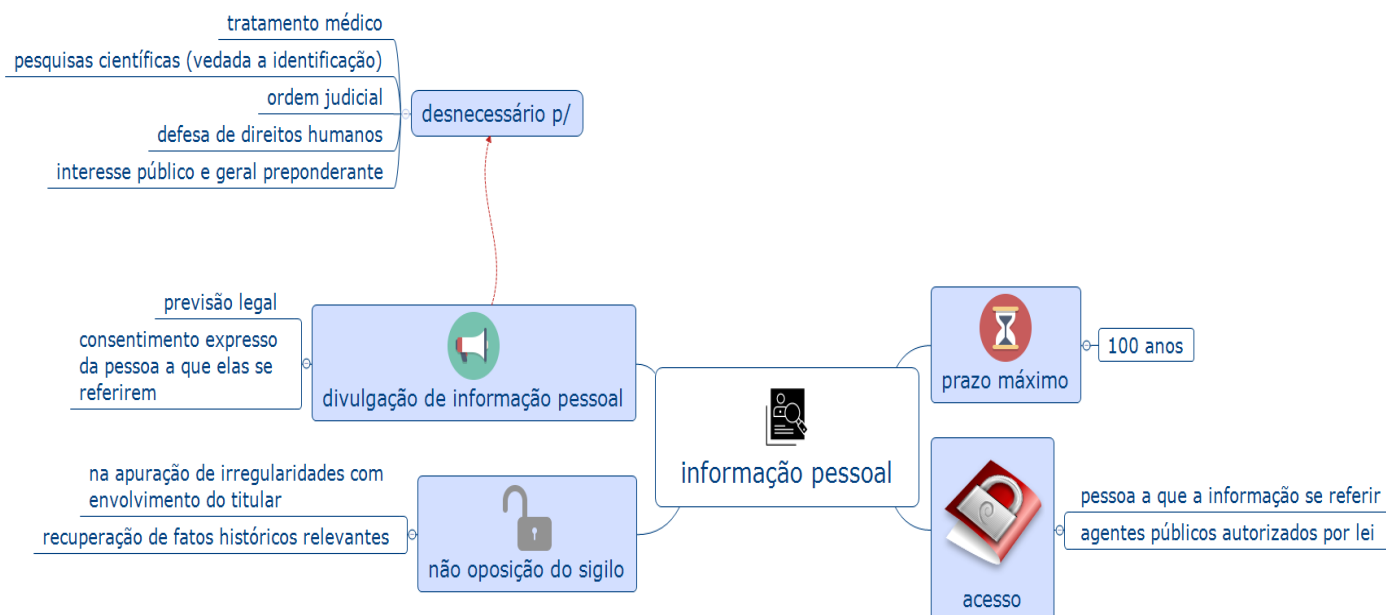 tratamento médico
pesquisas científicas (vedada a identificação)
ordem judicial
defesa de direitos humanos
interesse público e geral preponderante
desnecessário p/
previsão legal
consentimento expresso
da pessoa a que elas se
referirem
divulgação de informação pessoal
na apuração de irregularidades com
envolvimento do titular
recuperação de fatos históricos relevantes
não oposição do sigilo
informação pessoal
prazo máximo
100 anos
acesso
pessoa a que a informação se referir
agentes públicos autorizados por lei